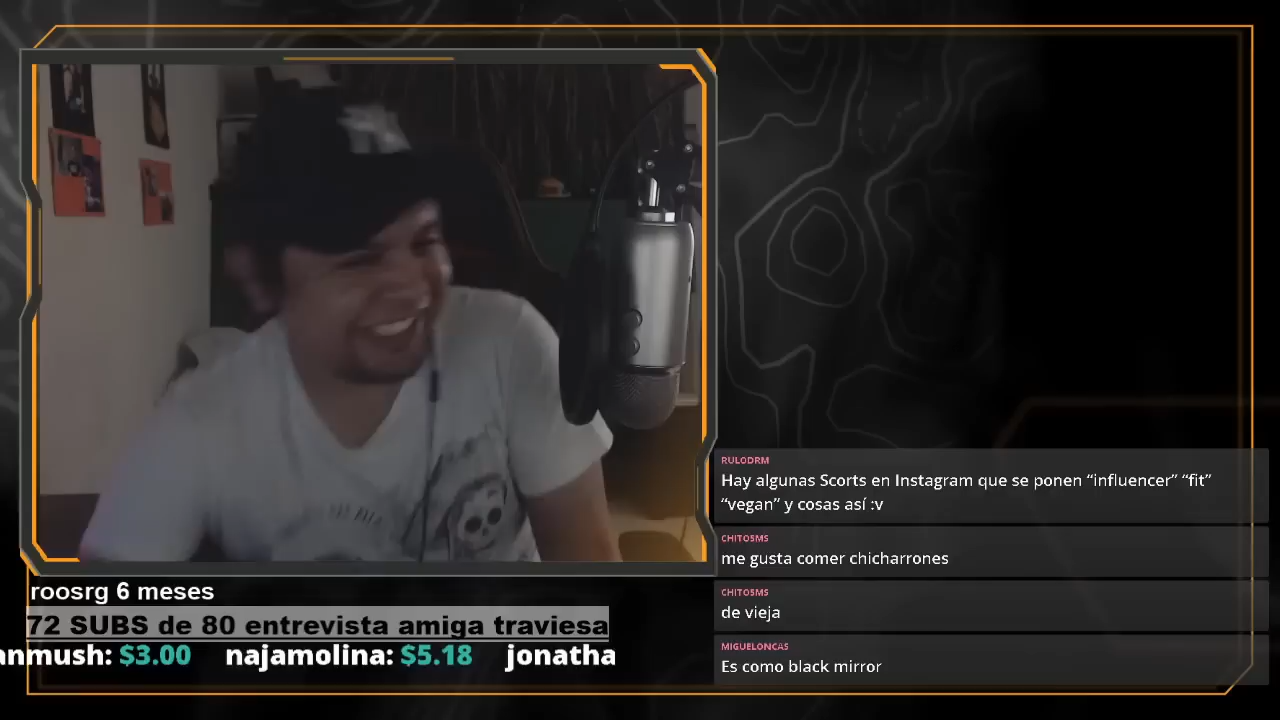 RULODRM
Hay algunas Scorts en Instagram que se ponen “influencer” “fit”
“vegan” y cosas así :v
CHITOSMS
me gusta comer chicharrones
CHITOSMS
de vieja
MIGUELONCAS
Es como black mirror
roosrg 6 meses
72 SUBS de 80 entrevista amiga traviesa
anmush: $3.00 najamolina: $5.18 jonatha